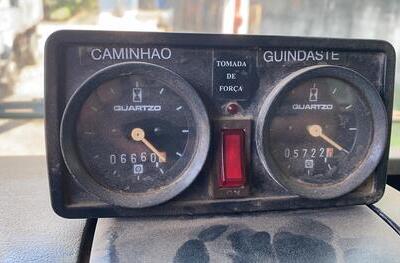 CAMINHAO
TOMADA
DE
FORÇA
GUINDASTE
QUARTZO
06660
QUARTZO
05722